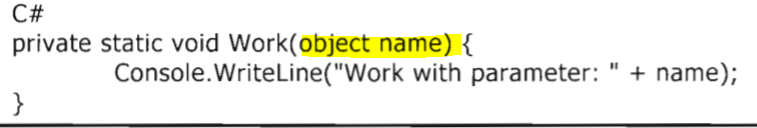 C#
private static void Work(object name) {
Console.WriteLine("Work with parameter: " + name);
}